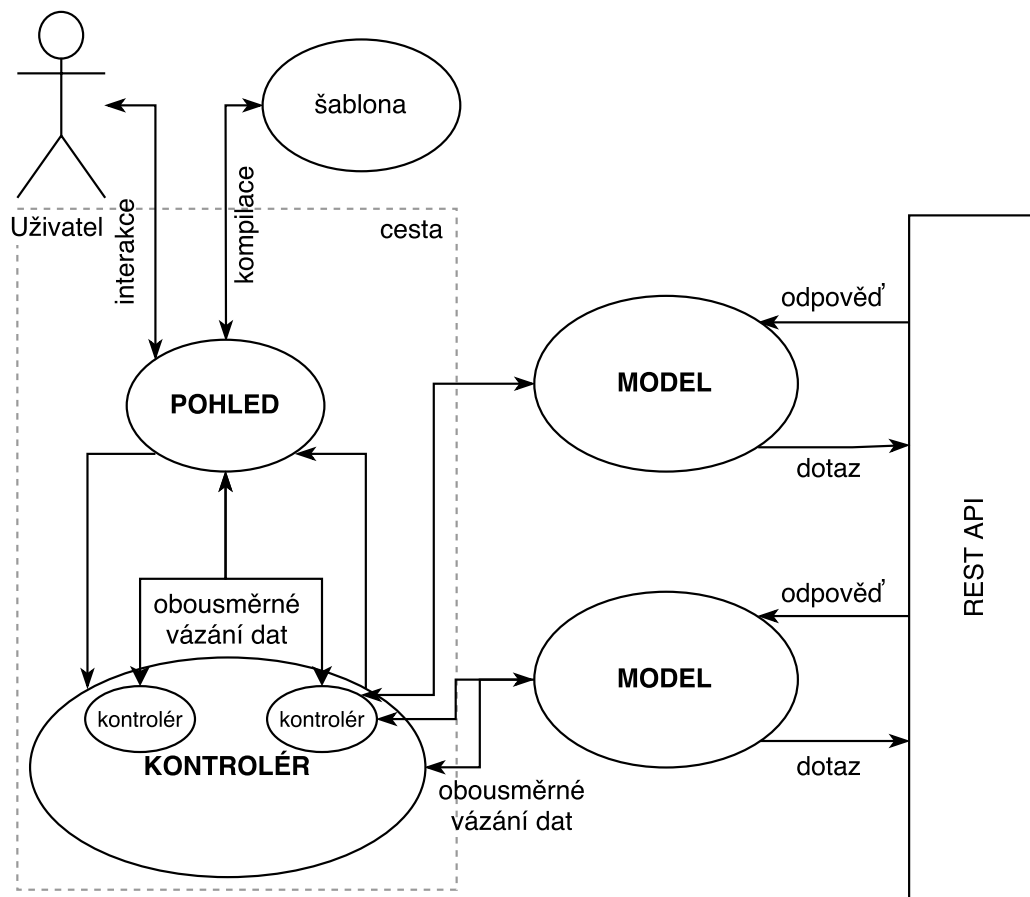 šablona
Uživatel
interakce
kompilace
cesta
odpověď
POHLED
MODEL
dotaz
REST API
obousměrné
vázání dat
odpověď
MODEL
kontrolér
kontrolér
KONTROLÉR
dotaz
obousměrné
vázání dat